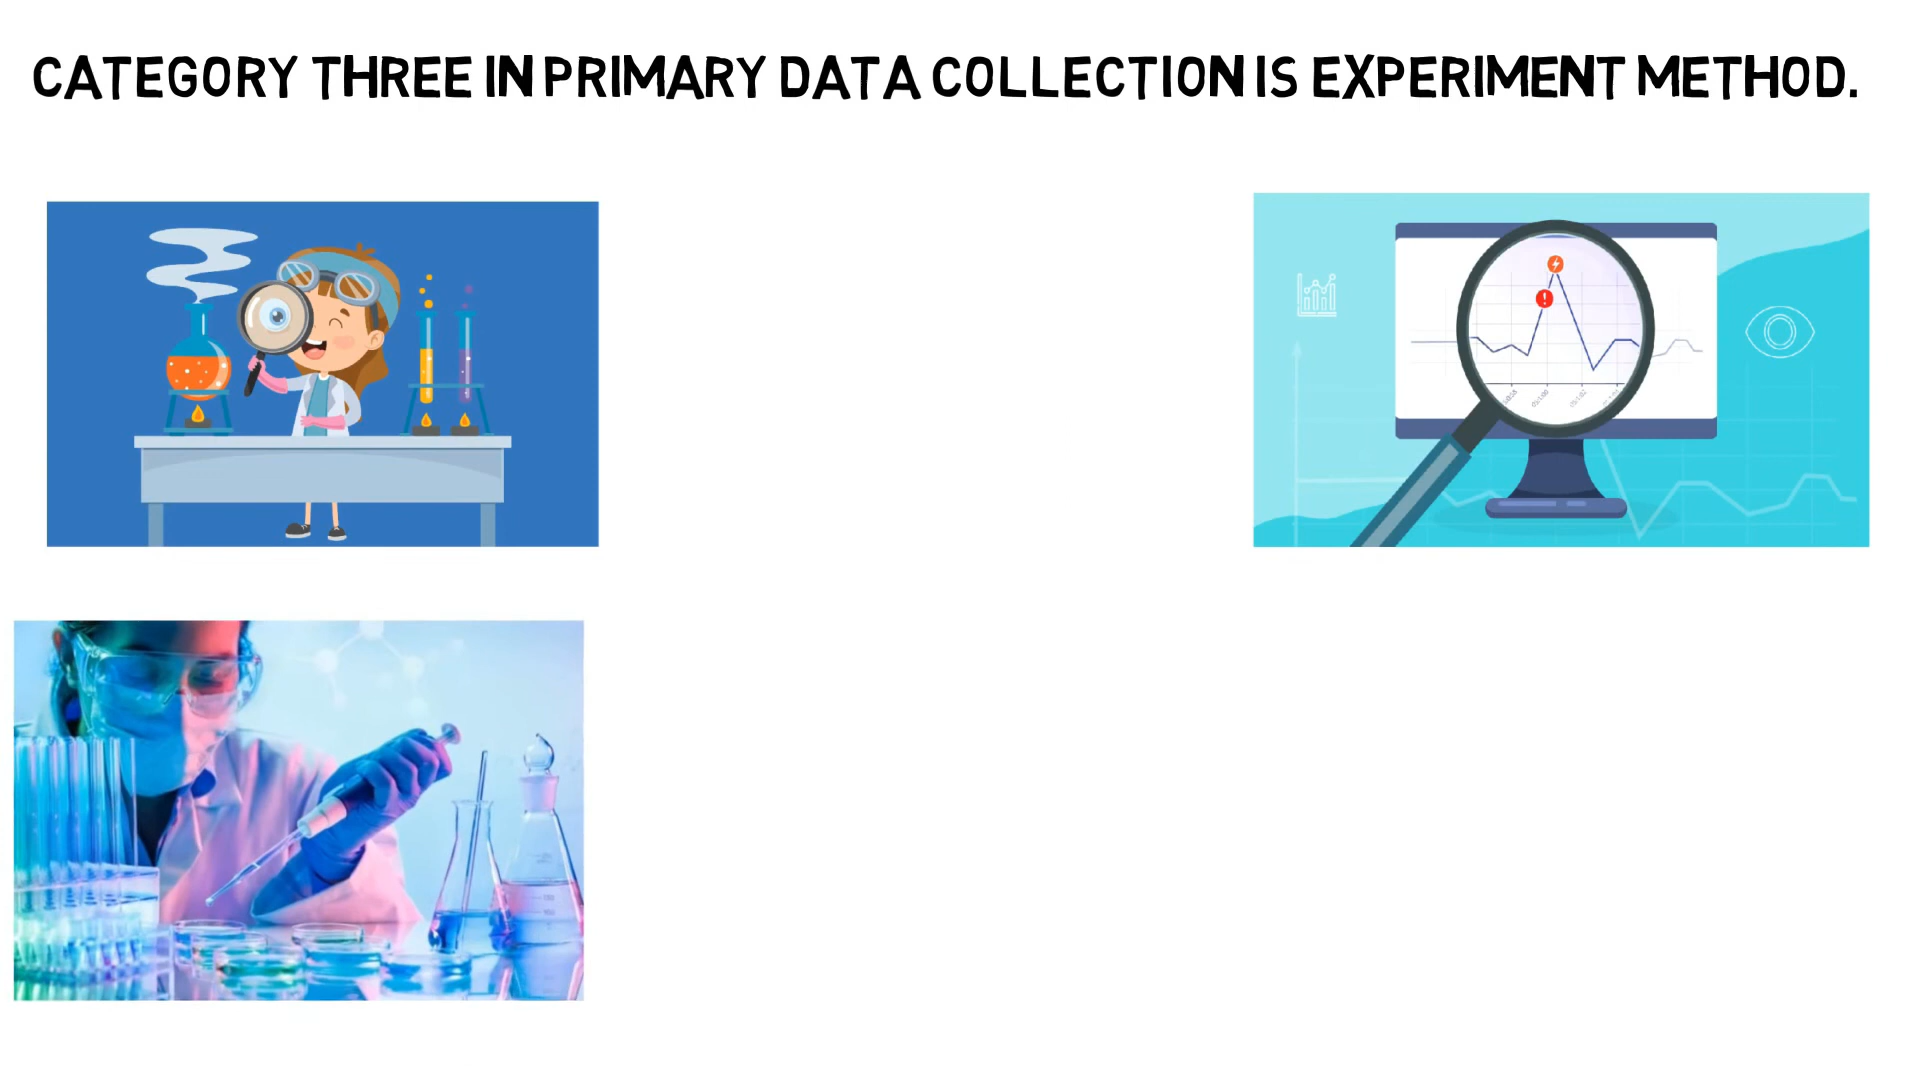 CATEGORY THREE IN PRIMARY DATA COLLECTION IS EXPERIMENT METHOD.